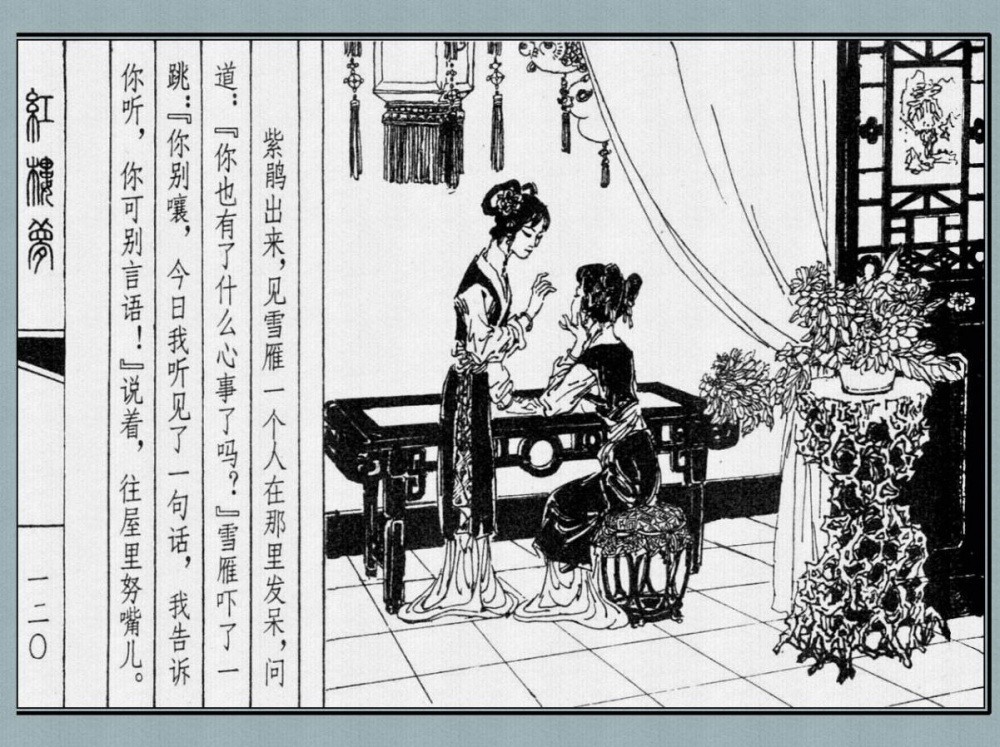 紫鹃出来，见雪雁一个人在那里发呆，问
道：『你也有了什么心事了吗？』雪雁吓了一
跳：『你别嚷，今日我听见了一句话，我告诉
你听，你可别言语！』说着，往屋里努嘴儿。
紅樓夢
一二〇